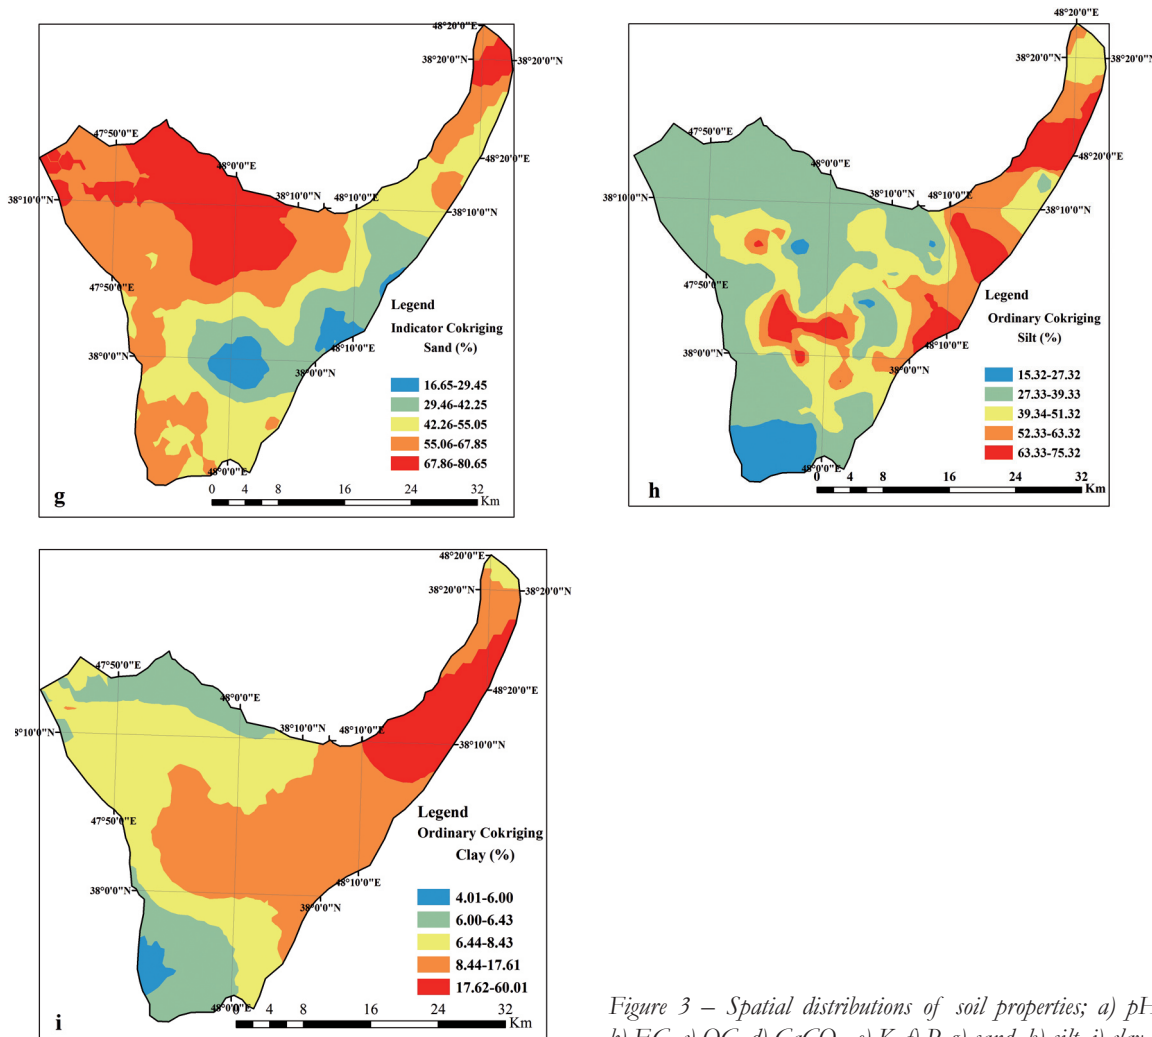 48°20'0"E
38°20'0"N
38°20'0"N
47°50'0"E
48°0'0"E
48°20'0"E
38°10'0"N
38°10'0"N
48°10'0"E
38°10'0"N
47°50'0"E
38°0'0"N
48°10'0"E
38°0'0"N
48°0'0"E
Legend
Indicator Cokriging
Sand (%)
16.65-29.45
29.46-42.25
42.26-55.05
55.06-67.85
67.86-80.65
0 4 8 16 24 32
Km
g
48°20'0"E
38°20'0"N
38°20'0"N
47°50'0"E
48°0'0"E
48°20'0"E
38°10'0"N
38°10'0"N
48°10'0"E
38°10'0"N
47°50'0"E
38°0'0"N
48°10'0"E
38°0'0"N
48°0'0"E
Legend
Ordinary Cokriging
Silt (%)
15.32-27.32
27.33-39.33
39.34-51.32
52.33-63.32
63.33-75.32
0 4 8 16 24 32
Km
h
48°20'0"E
38°20'0"N
38°20'0"N
47°50'0"E
48°0'0"E
48°20'0"E
8°10'0"N
38°10'0"N
48°10'0"E
38°10'0"N
47°50'0"E
38°0'0"N
48°10'0"E
38°0'0"N
48°0'0"E
Legend
Ordinary Cokriging
Clay (%)
4.01-6.00
6.00-6.43
6.44-8.43
8.44-17.61
17.62-60.01
0 4 8 16 24 32
Km
i
Figure 3 – Spatial distributions of soil properties; a) pH